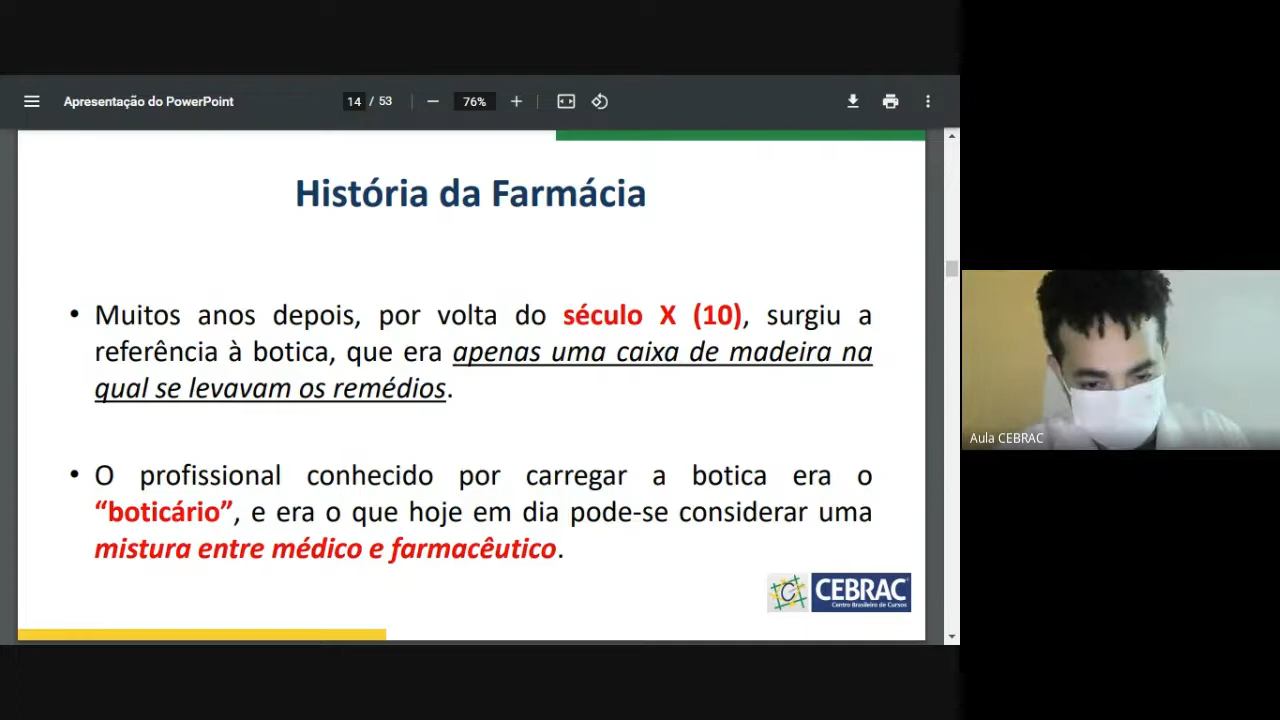 Apresentação do PowerPoint 14 / 53 76%
História da Farmácia
• Muitos anos depois, por volta do século X (10), surgiu a
referência à botica, que era apenas uma caixa de madeira na
qual se levavam os remédios.
• O profissional conhecido por carregar a botica era o
“boticário”, e era o que hoje em dia pode-se considerar uma
mistura entre médico e farmacêutico.
C CEBRAC
Centro Brasileiro de Cursos
Aula CEBRAC